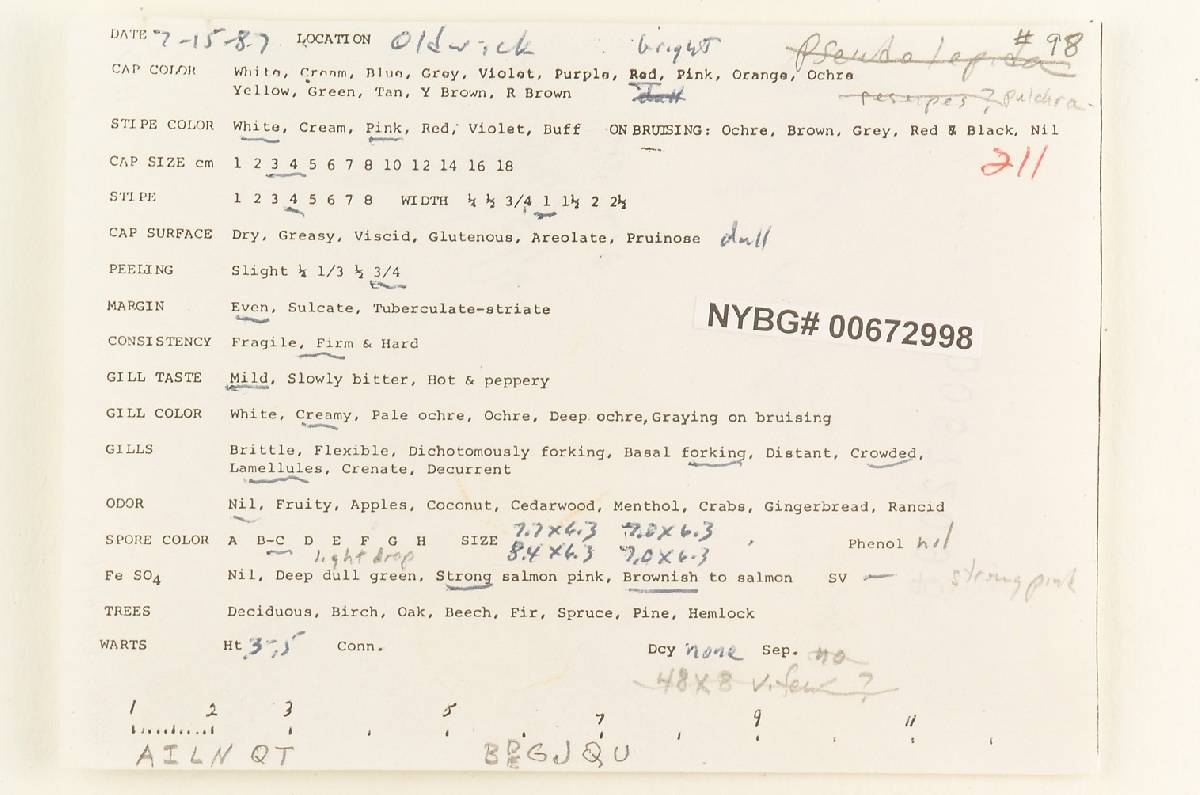 DATE 7-15-87 LOCATION Oldwick bright Pseudolepida # 98
CAP COLOR White, Cream, Blue, Grey, Violet, Purple, Red, Pink, Orange, Ochre
Yellow, Green, Tan, Y Brown, R Brown dull ? pulchra-
STIPE COLOR White, Cream, Pink, Red, Violet, Buff ON BRUISING: Ochre, Brown, Grey, Red & Black, Nil
211
CAP SIZE cm 1 2 3 4 5 6 7 8 10 12 14 16 18
STIPE 1 2 3 4 5 6 7 8 WIDTH ¼ ½ 3/4 1 1½ 2 2½
CAP SURFACE Dry, Greasy, Viscid, Glutenous, Areolate, Pruinose dull
PEELING Slight ¼ 1/3 ½ 3/4
MARGIN Even, Sulcate, Tuberculate-striate
NYBG# 00672998
CONSISTENCY Fragile, Firm & Hard
GILL TASTE Mild, Slowly bitter, Hot & peppery
GILL COLOR White, Creamy, Pale ochre, Ochre, Deep ochre, Graying on bruising
GILLS Brittle, Flexible, Dichotomously forking, Basal forking, Distant, Crowded,
Lamellules, Crenate, Decurrent
ODOR Nil, Fruity, Apples, Coconut, Cedarwood, Menthol, Crabs, Gingerbread, Rancid
7.7 x 6.3 7.0 x 6.3
SPORE COLOR A B-C D E F G H SIZE 8.4 x 6.3 7.0 x 6.3 Phenol nil
light drop
Fe SO4 Nil, Deep dull green, Strong salmon pink, Brownish to salmon SV — strong pink
TREES Deciduous, Birch, Oak, Beech, Fir, Spruce, Pine, Hemlock
WARTS Ht .3-.5 Conn. Dcy none Sep. no
48 x 8 v. few ?
1 2 3 5 7 9 11
A I L N Q T B D E G J Q U